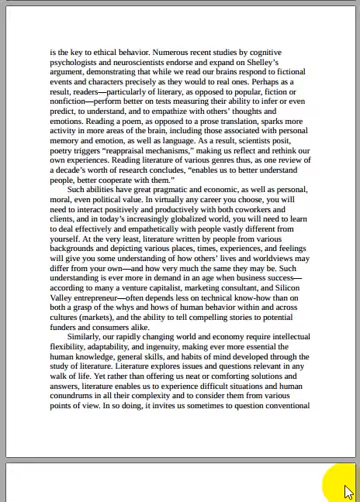 is the key to ethical behavior. Numerous recent studies by cognitive
psychologists and neuroscientists endorse and expand on Shelley’s
argument, demonstrating that while we read our brains respond to fictional
events and characters precisely as they would to real ones. Perhaps as a
result, readers—particularly of literary, as opposed to popular, fiction or
nonfiction—perform better on tests measuring their ability to infer or even
predict, to understand, and to empathize with others’ thoughts and
emotions. Reading a poem, as opposed to a prose translation, sparks more
activity in more areas of the brain, including those associated with personal
memory and emotion, as well as language. As a result, scientists posit,
poetry triggers “reappraisal mechanisms,” making us reflect and rethink our
own experiences. Reading literature of various genres thus, as one review of
a decade’s worth of research concludes, “enables us to better understand
people, better cooperate with them.”
Such abilities have great pragmatic and economic, as well as personal,
moral, even political value. In virtually any career you choose, you will
need to interact positively and productively with both coworkers and
clients, and in today’s increasingly globalized world, you will need to learn
to deal effectively and empathetically with people vastly different from
yourself. At the very least, literature written by people from various
backgrounds and depicting various places, times, experiences, and feelings
will give you some understanding of how others’ lives and worldviews may
differ from your own—and how very much the same they may be. Such
understanding is ever more in demand in an age when business success—
according to many a venture capitalist, marketing consultant, and Silicon
Valley entrepreneur—often depends less on technical know-how than on
both a grasp of the whys and hows of human behavior within and across
cultures (markets), and the ability to tell compelling stories to potential
funders and consumers alike.
Similarly, our rapidly changing world and economy require intellectual
flexibility, adaptability, and ingenuity, making ever more essential the
human knowledge, general skills, and habits of mind developed through the
study of literature. Literature explores issues and questions relevant in any
walk of life. Yet rather than offering us neat or comforting solutions and
answers, literature enables us to experience difficult situations and human
conundrums in all their complexity and to consider them from various
points of view. In so doing, it invites us sometimes to question conventional